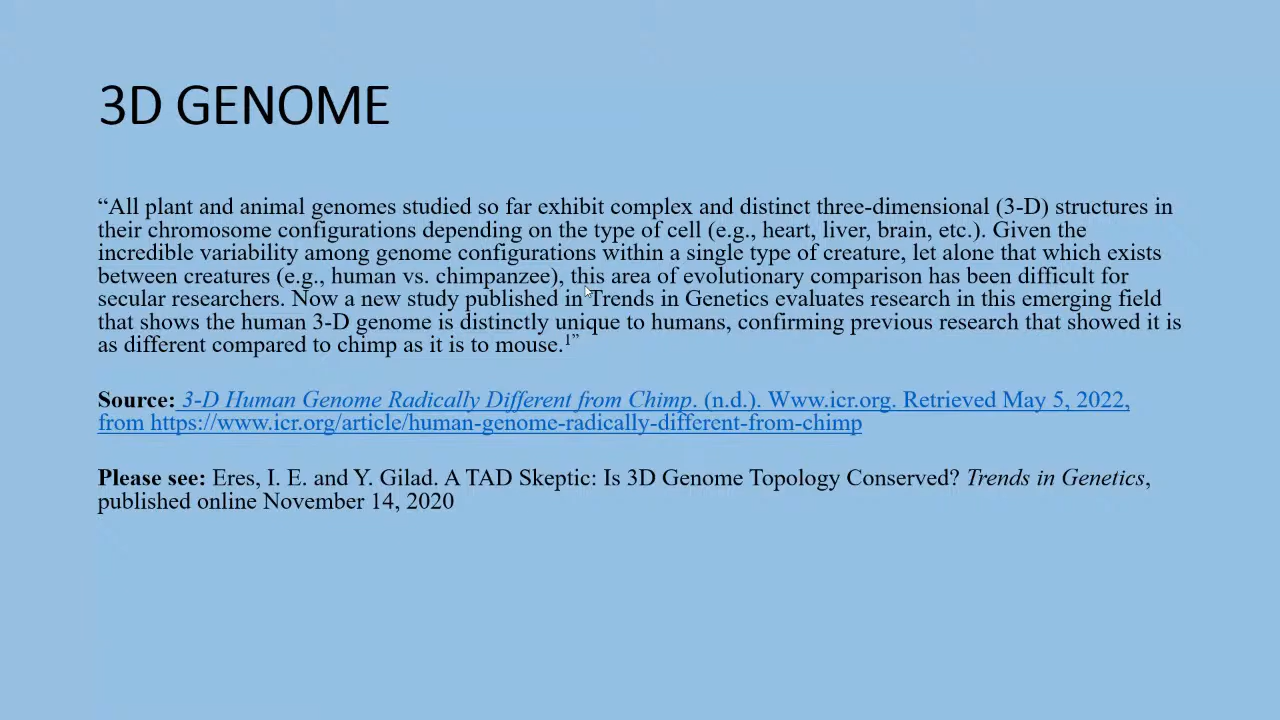 3D GENOME
“All plant and animal genomes studied so far exhibit complex and distinct three-dimensional (3-D) structures in
their chromosome configurations depending on the type of cell (e.g., heart, liver, brain, etc.). Given the
incredible variability among genome configurations within a single type of creature, let alone that which exists
between creatures (e.g., human vs. chimpanzee), this area of evolutionary comparison has been difficult for
secular researchers. Now a new study published in Trends in Genetics evaluates research in this emerging field
that shows the human 3-D genome is distinctly unique to humans, confirming previous research that showed it is
as different compared to chimp as it is to mouse.1”
Source: 3-D Human Genome Radically Different from Chimp. (n.d.). Www.icr.org. Retrieved May 5, 2022,
from https://www.icr.org/article/human-genome-radically-different-from-chimp
Please see: Eres, I. E. and Y. Gilad. A TAD Skeptic: Is 3D Genome Topology Conserved? Trends in Genetics,
published online November 14, 2020